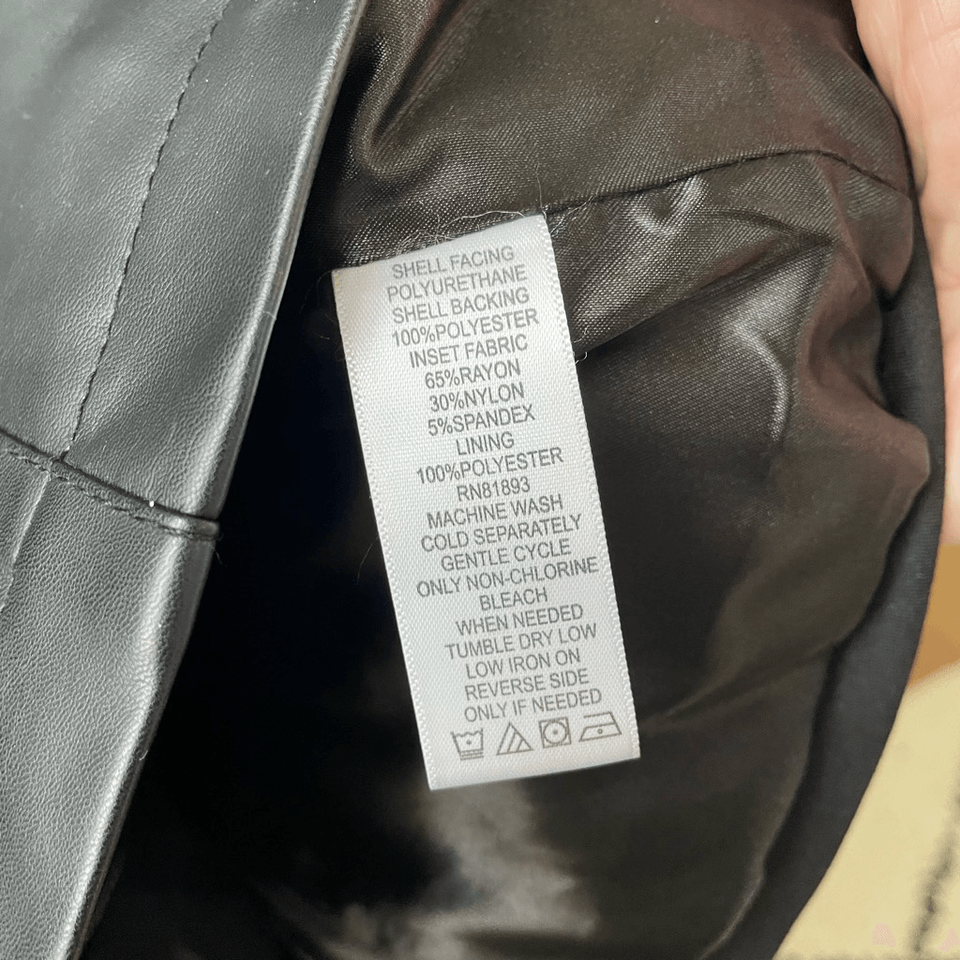 SHELL FACING
POLYURETHANE
SHELL BACKING
100%POLYESTER
INSET FABRIC
65%RAYON
30%NYLON
5%SPANDEX
LINING
100%POLYESTER
RN81893
MACHINE WASH
COLD SEPARATELY
GENTLE CYCLE
ONLY NON-CHLORINE
BLEACH
WHEN NEEDED
TUMBLE DRY LOW
LOW IRON ON
REVERSE SIDE
ONLY IF NEEDED